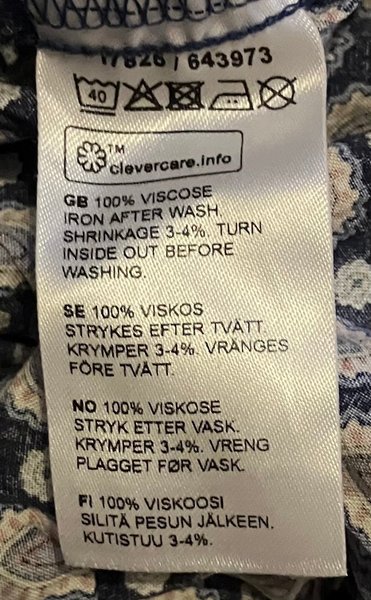 17826 / 643973
40
TM
clevercare.info
GB 100% VISCOSE
IRON AFTER WASH.
SHRINKAGE 3-4%. TURN
INSIDE OUT BEFORE
WASHING.
SE 100% VISKOS
STRYKES EFTER TVÄTT.
KRYMPER 3-4%. VRÄNGES
FÖRE TVÄTT.
NO 100% VISKOSE
STRYK ETTER VASK.
KRYMPER 3-4%. VRENG
PLAGGET FØR VASK.
FI 100% VISKOOSI
SILITÄ PESUN JÄLKEEN.
KUTISTUU 3-4%.